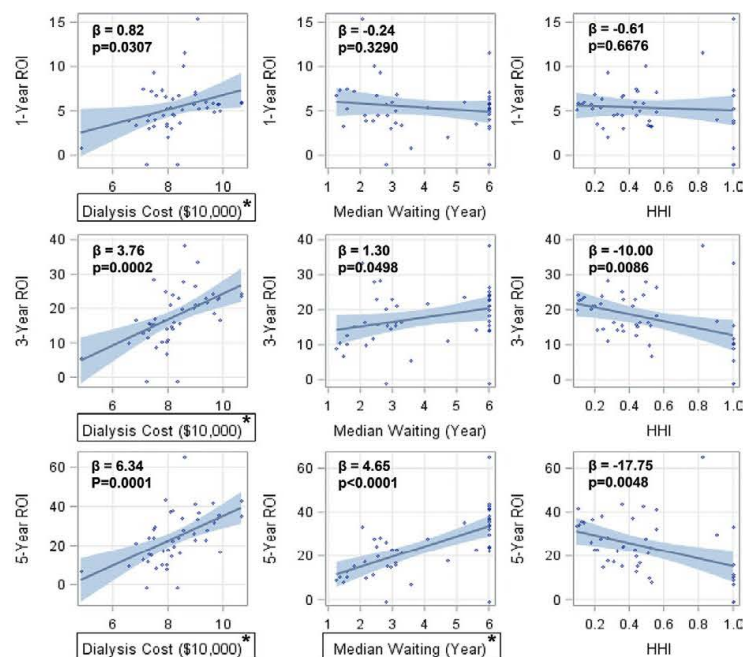 β = 0.82
p=0.0307
1-Year ROI
15
10
5
0
6
8
10
Dialysis Cost ($10,000)*
β = -0.24
p=0.3290
1-Year ROI
15
10
5
0
1
2
3
4
5
6
Median Waiting (Year)
β = -0.61
p=0.6676
1-Year ROI
15
10
5
0
0.2
0.4
0.6
0.8
1.0
HHI
β = 3.76
p=0.0002
3-Year ROI
40
30
20
10
0
6
8
10
Dialysis Cost ($10,000)*
β = 1.30
p=0.0498
3-Year ROI
40
30
20
10
0
1
2
3
4
5
6
Median Waiting (Year)
β = -10.00
p=0.0086
3-Year ROI
40
30
20
10
0
0.2
0.4
0.6
0.8
1.0
HHI
β = 6.34
P=0.0001
5-Year ROI
60
40
20
0
6
8
10
Dialysis Cost ($10,000)*
β = 4.65
p<0.0001
5-Year ROI
60
40
20
0
1
2
3
4
5
6
Median Waiting (Year)*
β = -17.75
p=0.0048
5-Year ROI
60
40
20
0
0.2
0.4
0.6
0.8
1.0
HHI